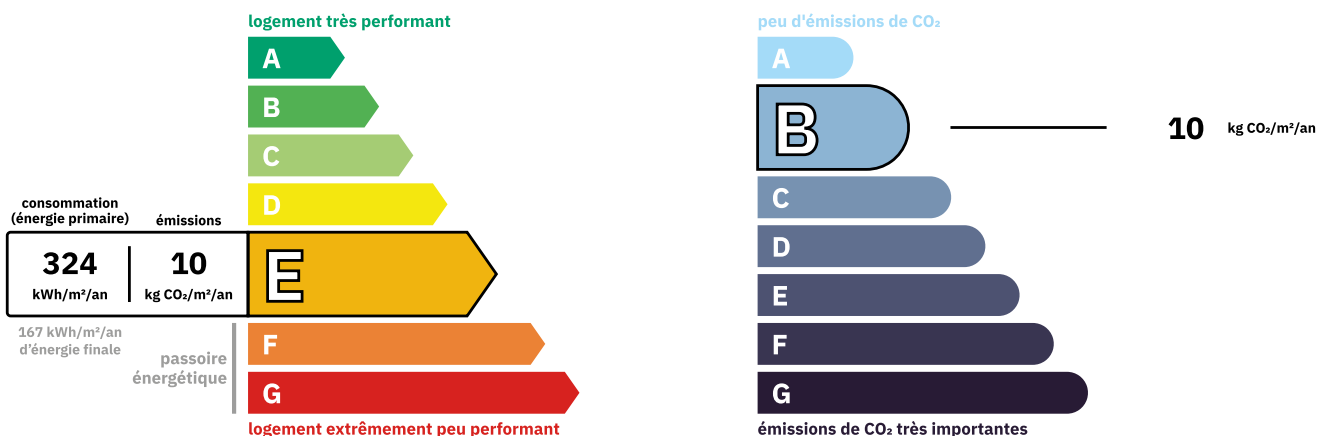 logement très performant
A
B
C
D
consommation
(énergie primaire)
émissions
324
kWh/m²/an
10
kg CO₂/m²/an
E
167 kWh/m²/an
d'énergie finale
passoire
énergétique
F
G
logement extrêmement peu performant
peu d'émissions de CO₂
A
B
10 kg CO₂/m²/an
C
D
E
F
G
émissions de CO₂ très importantes